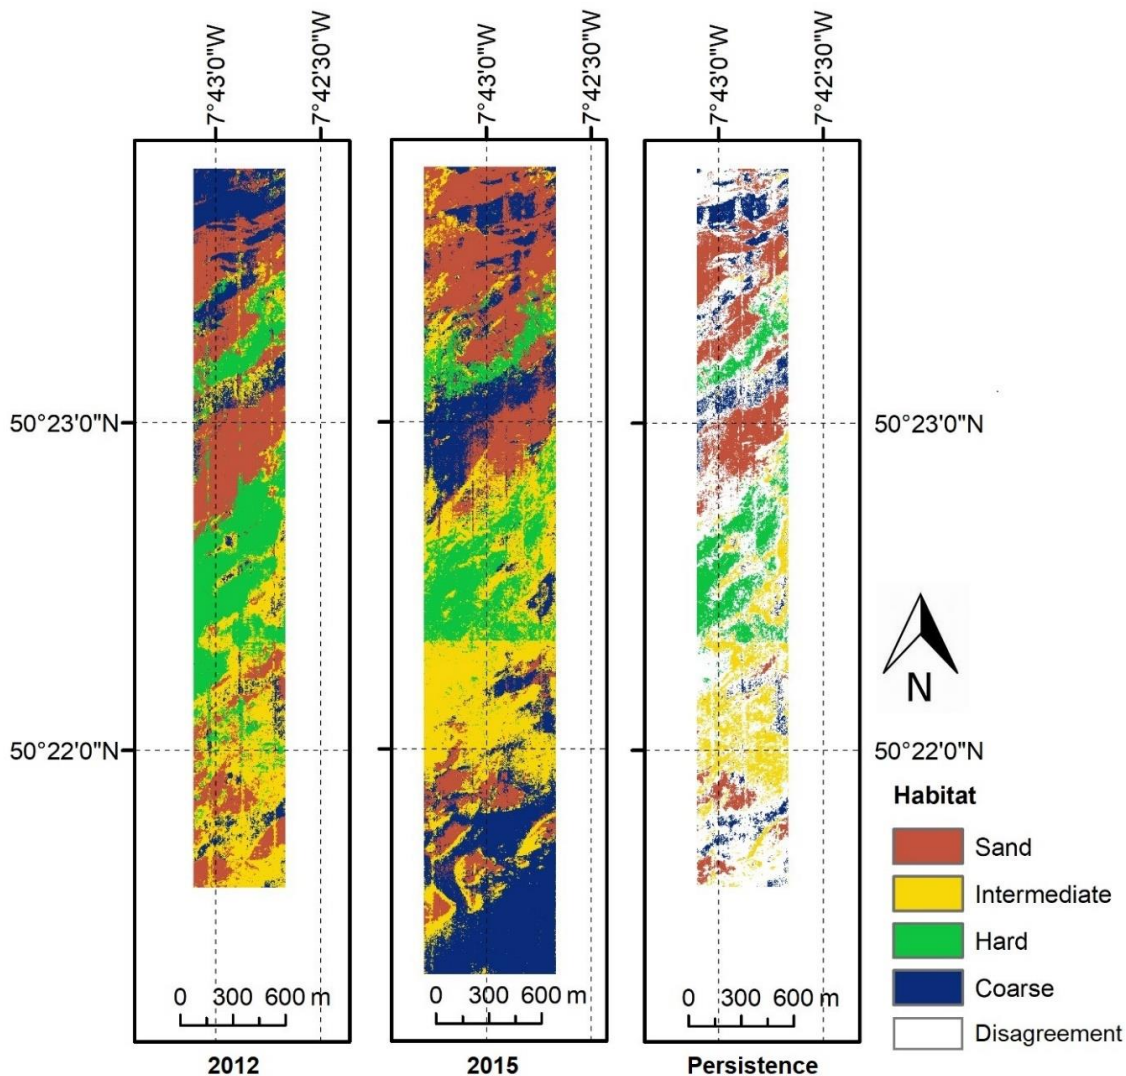 7°43'0"W
7°42'30"W
7°43'0"W
7°42'30"W
7°43'0"W
7°42'30"W
50°23'0"N
50°23'0"N
50°22'0"N
50°22'0"N
N
Habitat
Sand
Intermediate
Hard
Coarse
Disagreement
0 300 600 m
0 300 600 m
0 300 600 m
2012
2015
Persistence